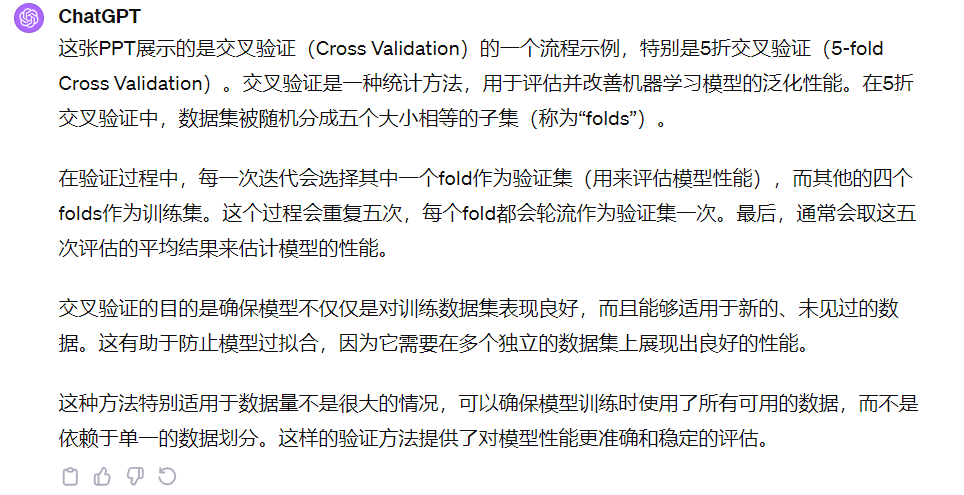 ChatGPT
这张PPT展示的是交叉验证（Cross Validation）的一个流程示例，特别是5折交叉验证（5-fold
Cross Validation）。交叉验证是一种统计方法，用于评估并改善机器学习模型的泛化性能。在5折
交叉验证中，数据集被随机分成五个大小相等的子集（称为“folds”）。
在验证过程中，每一次迭代会选择其中一个fold作为验证集（用来评估模型性能），而其他的四个
folds作为训练集。这个过程会重复五次，每个fold都会轮流作为验证集一次。最后，通常会取这五
次评估的平均结果来估计模型的性能。
交叉验证的目的是确保模型不仅仅是对训练数据集表现良好，而且能够适用于新的、未见过的数
据。这有助于防止模型过拟合，因为它需要在多个独立的数据集上展现出良好的性能。
这种方法特别适用于数据量不是很大的情况，可以确保模型训练时使用了所有可用的数据，而不是
依赖于单一的数据划分。这样的验证方法提供了对模型性能更准确和稳定的评估。